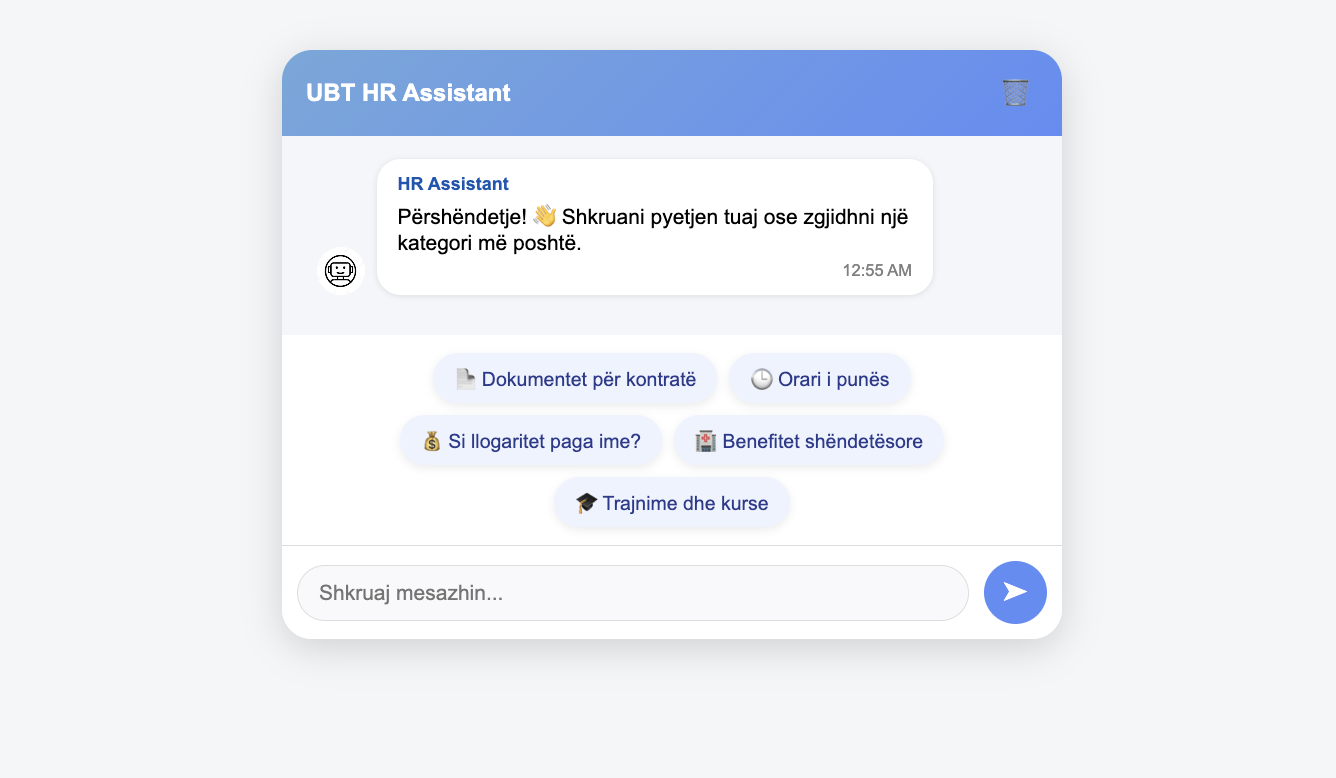 UBT HR Assistant
HR Assistant
Përshëndetje! 👋 Shkruani pyetjen tuaj ose zgjidhni një
kategori më poshtë.
12:55 AM
Dokumentet për kontratë
Orari i punës
Si llogaritet paga ime?
Benefitet shëndetësore
Trajnime dhe kurse
Shkruaj mesazhin...